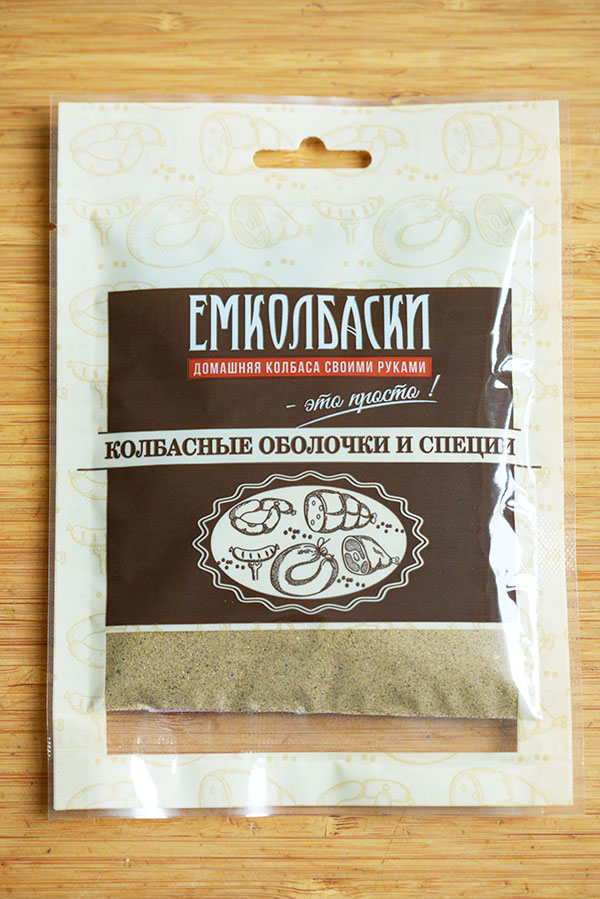 ЕМКОЛБАСКИ
ДОМАШНЯЯ КОЛБАСА СВОИМИ РУКАМИ
- это просто!
КОЛБАСНЫЕ ОБОЛОЧКИ И СПЕЦИИ